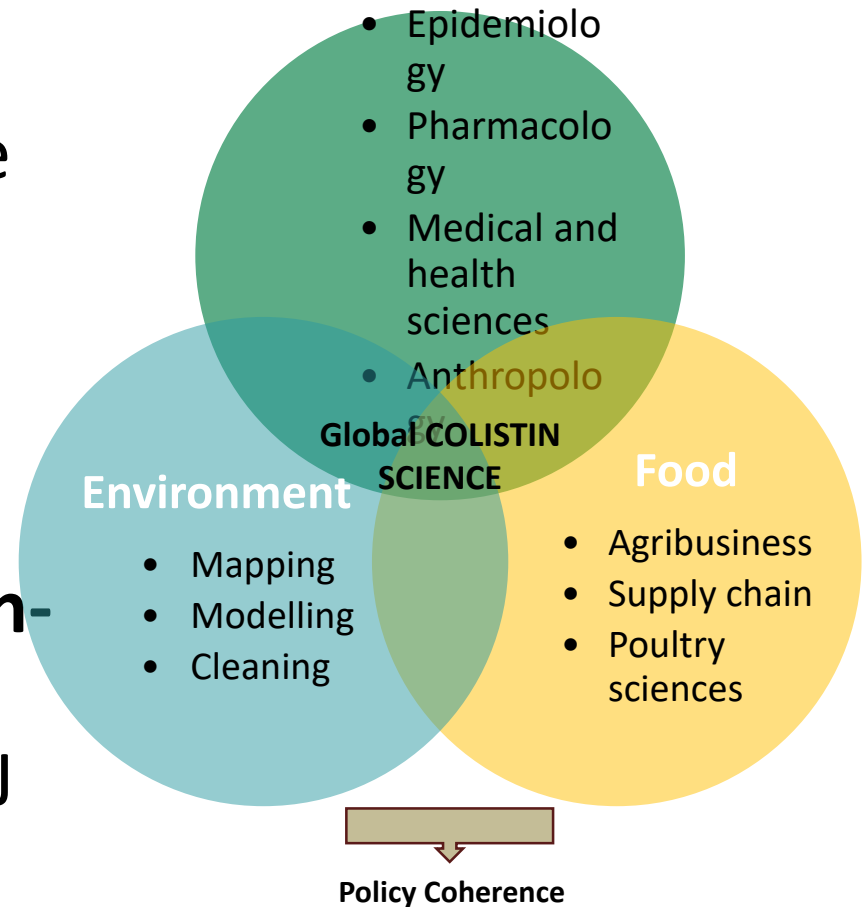 • Epidemiolo
gy
• Pharmacolo
gy
• Medical and
health
sciences
• Anthropolo
gy
Global COLISTIN
SCIENCE
Environment
• Mapping
• Modelling
• Cleaning
Food
• Agribusiness
• Supply chain
• Poultry
sciences
e
n-
g
Policy Coherence